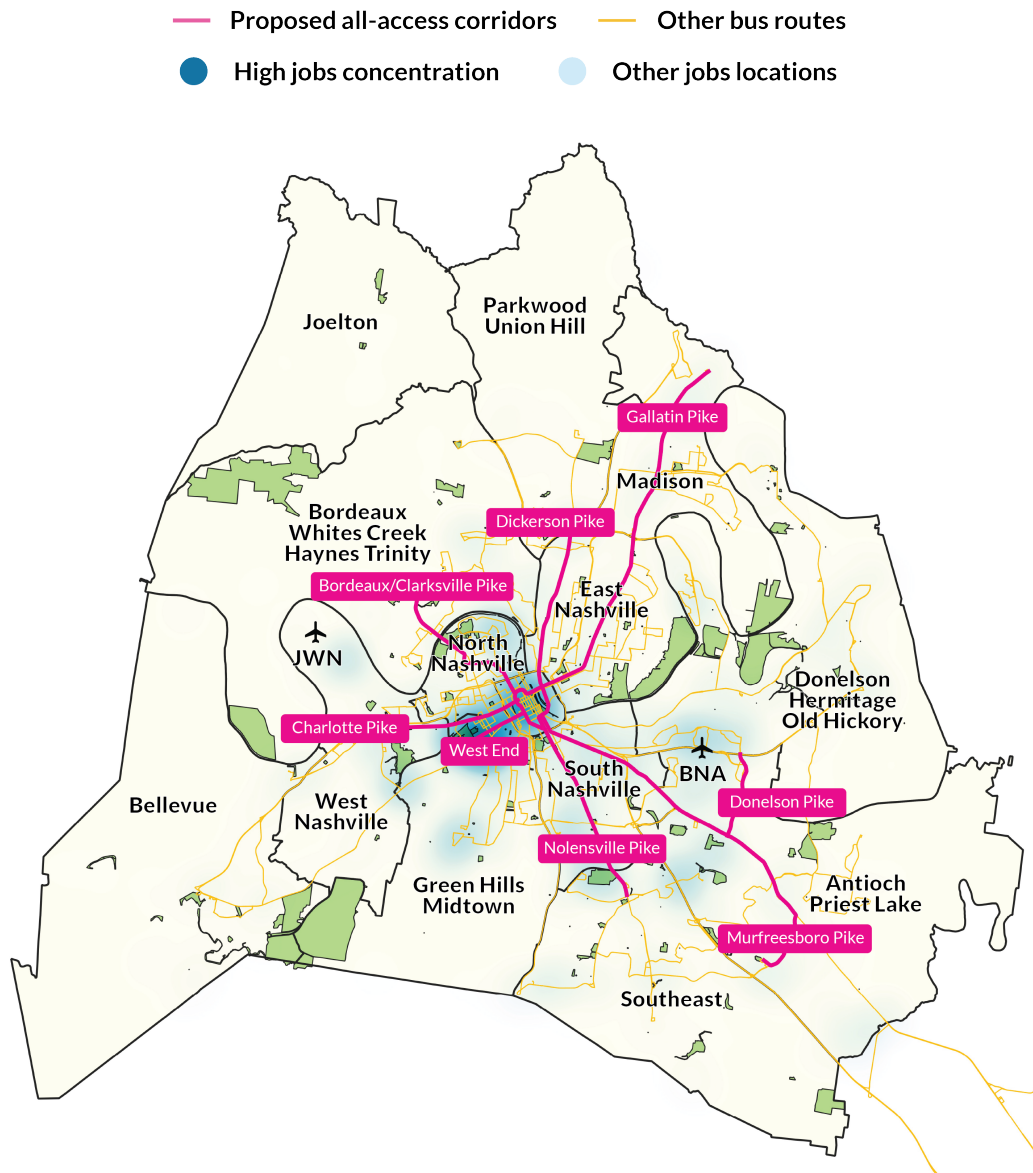 Proposed all-access corridors
Other bus routes
High jobs concentration
Other jobs locations
Joelton
Parkwood
Union Hill
Gallatin Pike
Madison
Bordeaux
Whites Creek
Haynes Trinity
Dickerson Pike
Bordeaux/Clarksville Pike
East
Nashville
JWN
North
Nashville
Donelson
Hermitage
Old Hickory
Charlotte Pike
West End
South
Nashville
BNA
Bellevue
West
Nashville
Donelson Pike
Nolensville Pike
Green Hills
Midtown
Antioch
Priest Lake
Murfreesboro Pike
Southeast